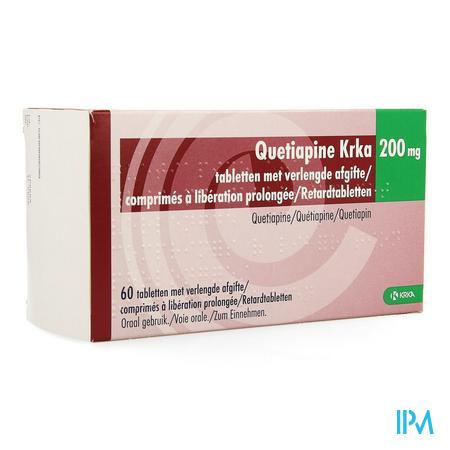 Quetiapine Krka 200 mg
tabletten met verlengde afgifte/
comprimés à libération prolongée/Retardtabletten
Quetiapine/Quétiapine/Quetiapin
60 tabletten met verlengde afgifte/
comprimés à libération prolongée/Retardtabletten
Oraal gebruik./Voie orale./Zum Einnehmen.
KRKA
IPM